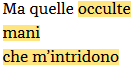 Ma quelle occulte
mani
che m’intridono